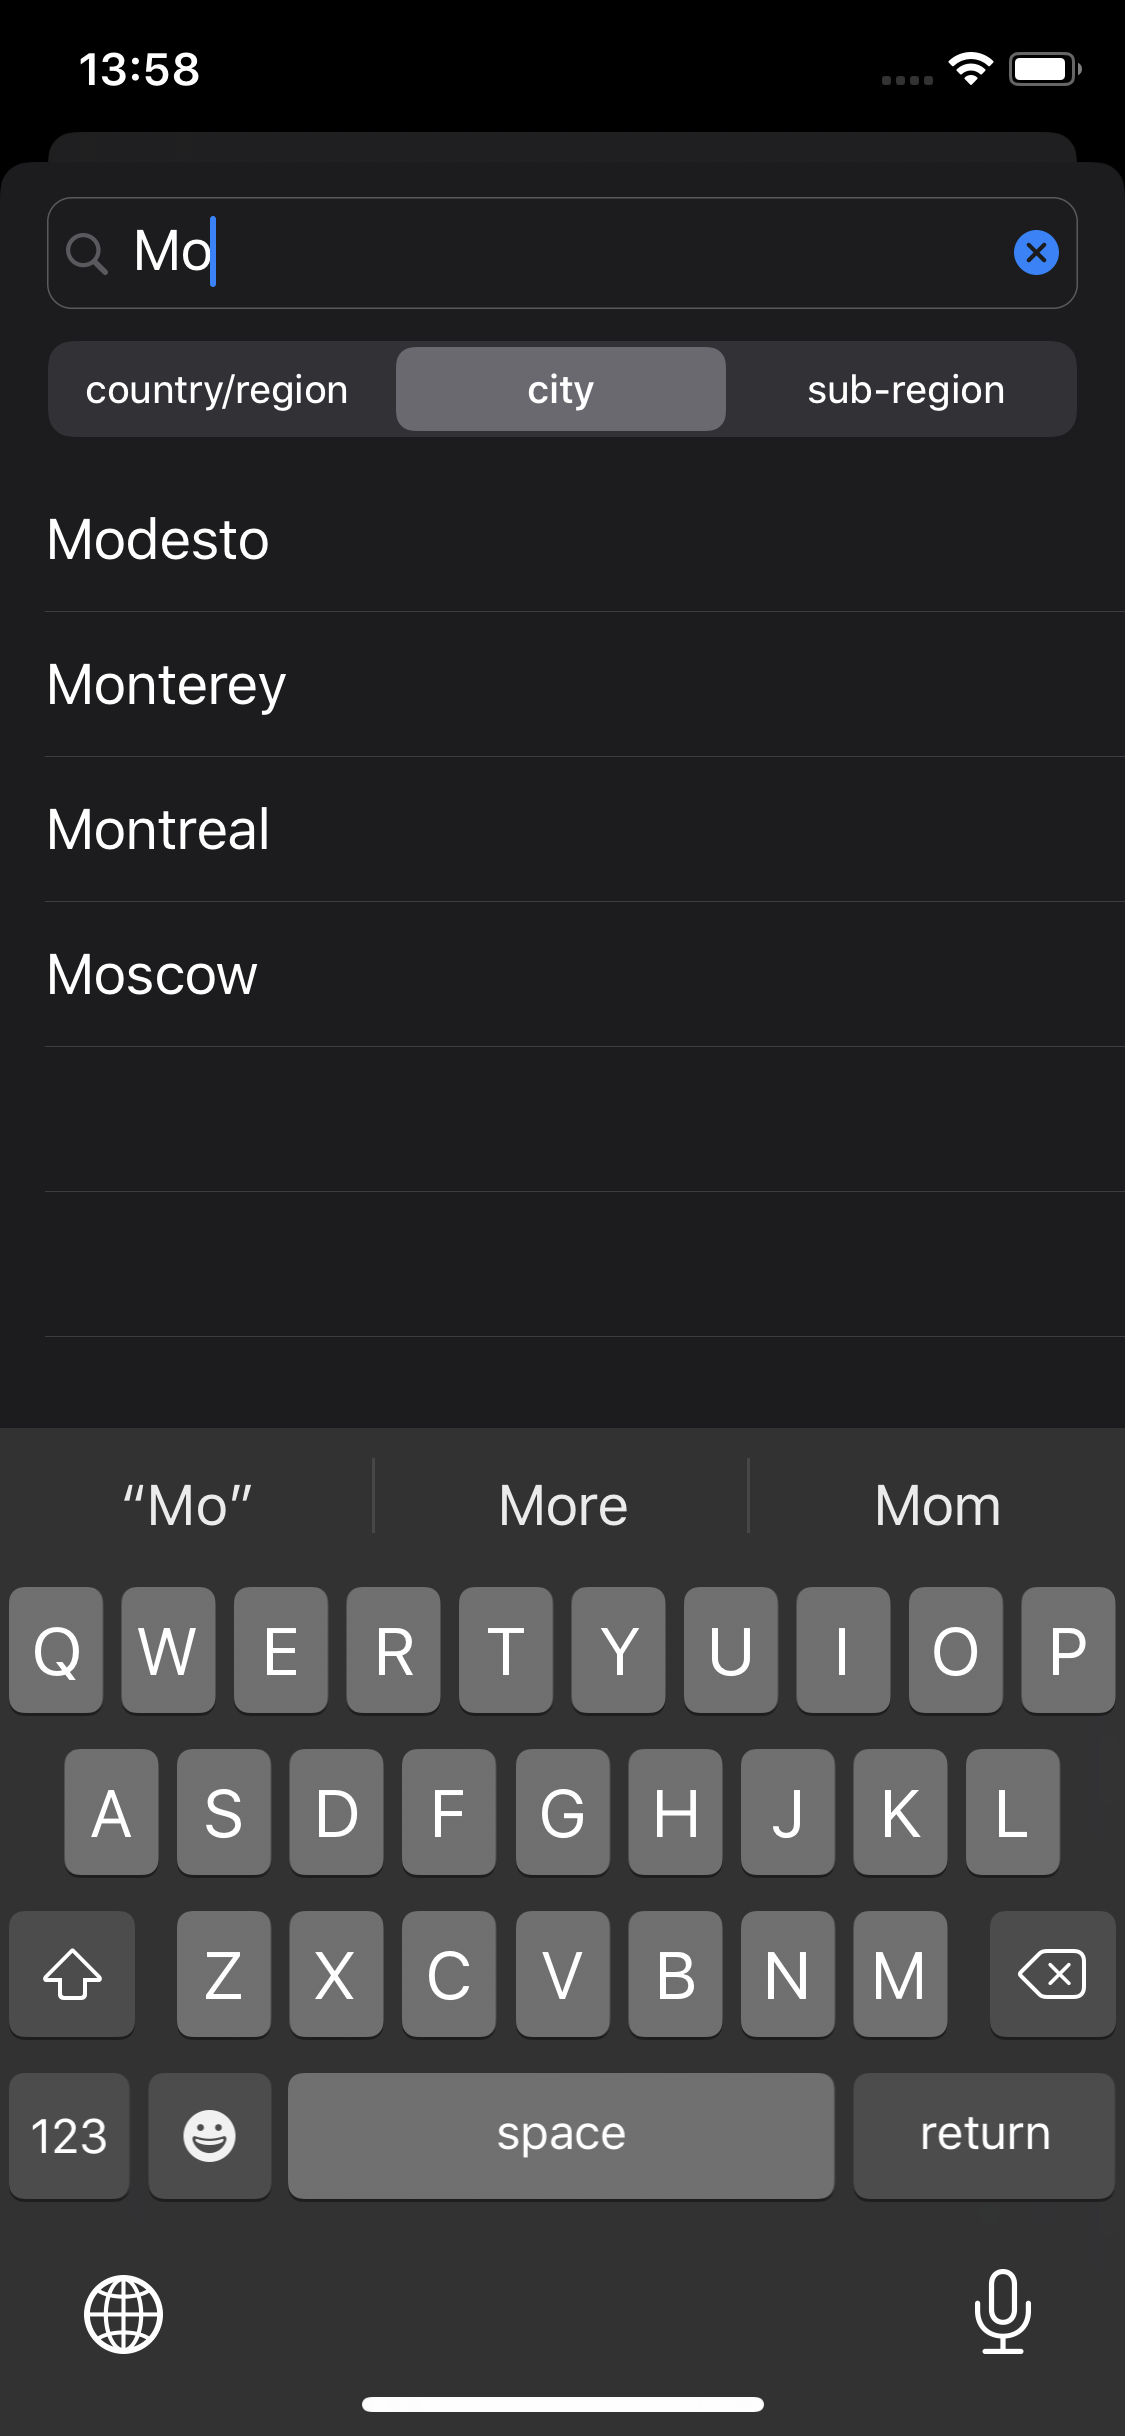 13:58
Mo
country/region city sub-region
Modesto
Monterey
Montreal
Moscow
“Mo” More Mom
Q W E R T Y U I O P
A S D F G H J K L
Z X C V B N M
123 space return